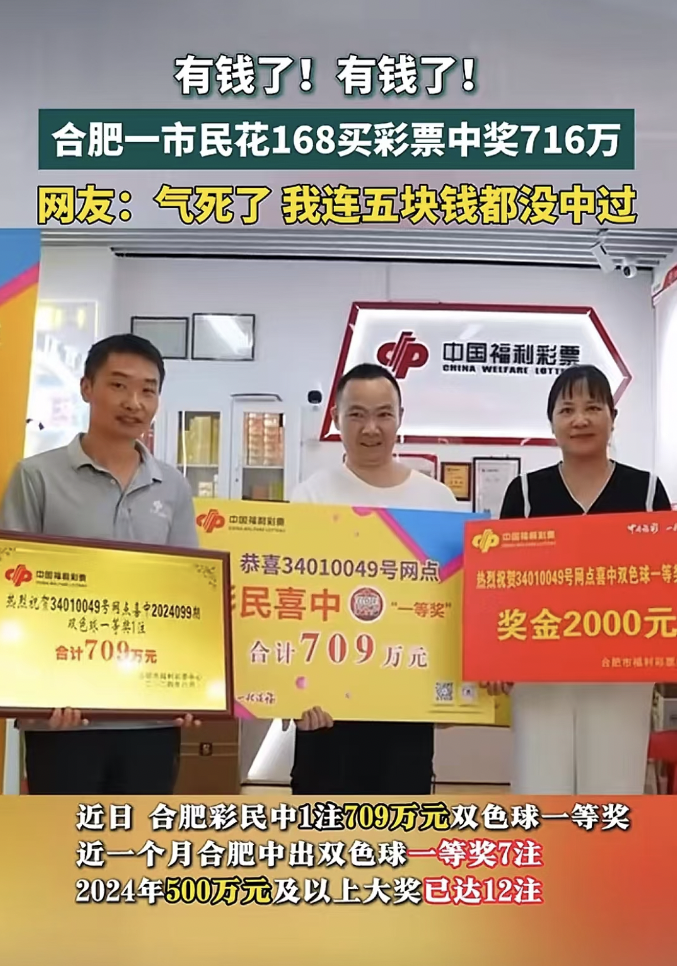 有钱了！有钱了！
合肥一市民花168买彩票中奖716万
网友：气死了 我连五块钱都没中过
中国福利彩票
CHINA WELFARE LOTTE
中国福利彩票
热烈祝贺34010049号网点喜中2024099期
双色球一等奖1注
合计709万元
中国福利彩票
恭喜34010049号网点
彩民喜中 "一等奖"
合计709万元
中国福利彩票
热烈祝贺34010049号网点喜中双色球一等奖
奖金2000元
合肥市福利彩票
近日 合肥彩民中1注709万元双色球一等奖
近一个月合肥中出双色球一等奖7注
2024年500万元及以上大奖已达12注